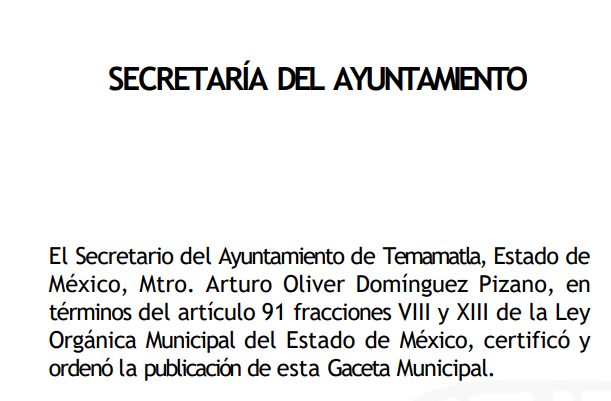 SECRETARÍA DEL AYUNTAMIENTO
El Secretario del Ayuntamiento de Temamatla, Estado de
México, Mtro. Arturo Oliver Domínguez Pizano, en
términos del artículo 91 fracciones VIII y XIII de la Ley
Orgánica Municipal del Estado de México, certificó y
ordenó la publicación de esta Gaceta Municipal.